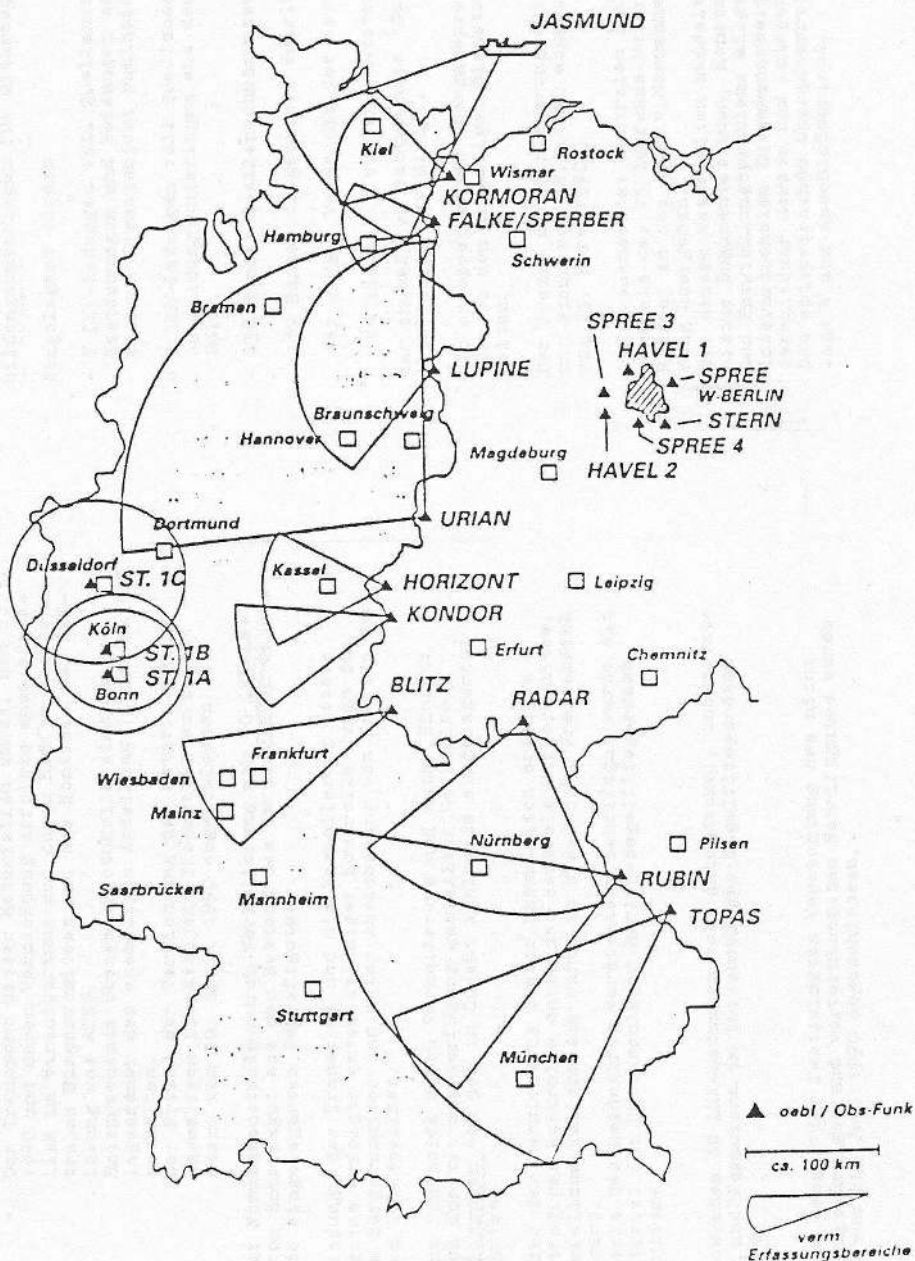 JASMUND
Kiel
Rostock
Wismar
KORMORAN
FALKE/SPERBER
Hamburg
Schwerin
Bremen
SPREE 3
HAVEL 1
SPREE
W-BERLIN
LUPINE
STERN
SPREE 4
HAVEL 2
Braunschweig
Hannover
Magdeburg
URIAN
Dortmund
Düsseldorf
ST. 1C
Kassel
HORIZONT
Leipzig
KONDOR
Köln
ST. 1B
ST. 1A
Bonn
Erfurt
Chemnitz
BLITZ
RADAR
Frankfurt
Wiesbaden
Mainz
Nürnberg
Pilsen
RUBIN
Saarbrücken
Mannheim
TOPAS
Stuttgart
München
oebl / Obs-Funk
ca. 100 km
verm
Erfassungsbereiche